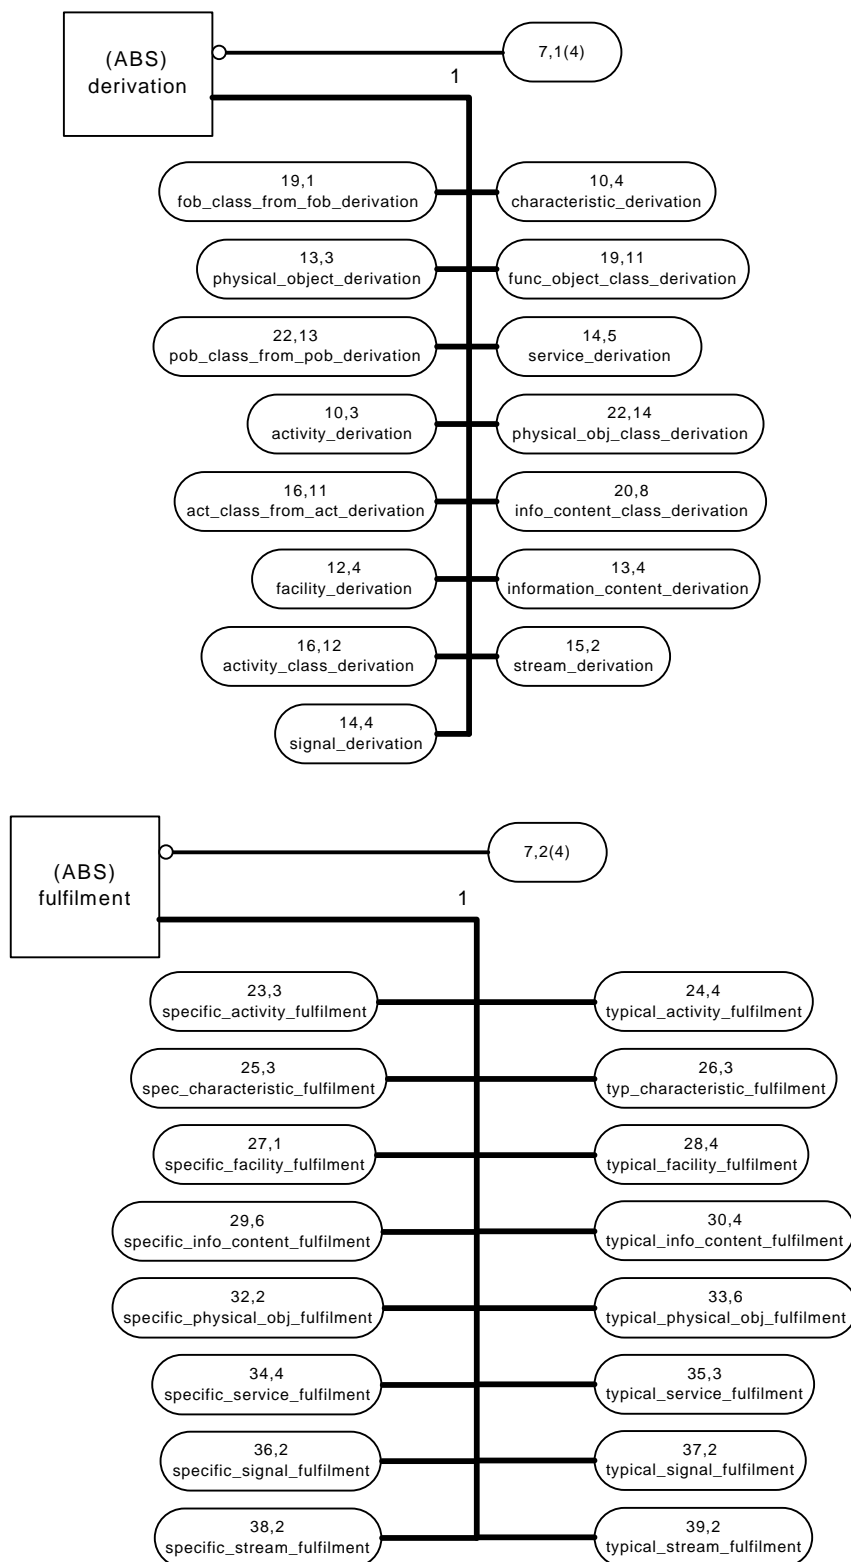 (ABS)
derivation
7,1(4)
1
19,1
fob_class_from_fob_derivation
10,4
characteristic_derivation
13,3
physical_object_derivation
19,11
func_object_class_derivation
22,13
pob_class_from_pob_derivation
14,5
service_derivation
10,3
activity_derivation
22,14
physical_obj_class_derivation
16,11
act_class_from_act_derivation
20,8
info_content_class_derivation
12,4
facility_derivation
13,4
information_content_derivation
16,12
activity_class_derivation
15,2
stream_derivation
14,4
signal_derivation
(ABS)
fulfilment
7,2(4)
1
23,3
specific_activity_fulfilment
24,4
typical_activity_fulfilment
25,3
spec_characteristic_fulfilment
26,3
typ_characteristic_fulfilment
27,1
specific_facility_fulfilment
28,4
typical_facility_fulfilment
29,6
specific_info_content_fulfilment
30,4
typical_info_content_fulfilment
32,2
specific_physical_obj_fulfilment
33,6
typical_physical_obj_fulfilment
34,4
specific_service_fulfilment
35,3
typical_service_fulfilment
36,2
specific_signal_fulfilment
37,2
typical_signal_fulfilment
38,2
specific_stream_fulfilment
39,2
typical_stream_fulfilment